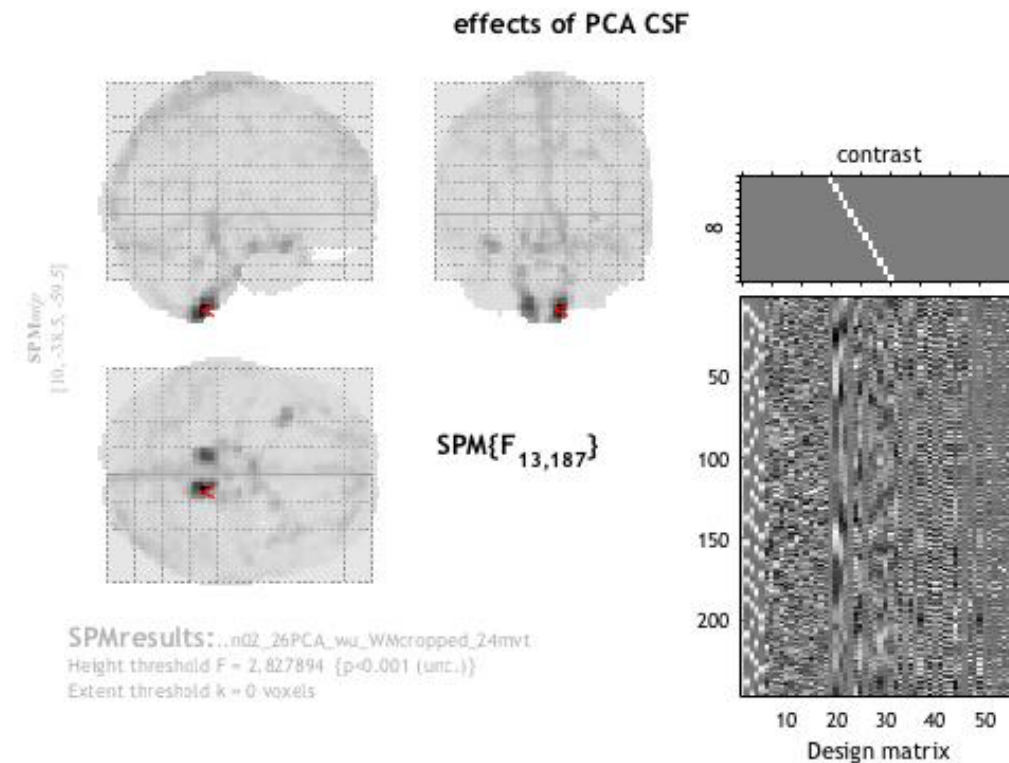 effects of PCA CSF
SPMmip
[10, -38.5, -59.5]
SPM{F13,187}
SPMresults:..n02_26PCA_wu_WMcropped_24mvt
Height threshold F = 2.827894 {p<0.001 (unc.)}
Extent threshold k = 0 voxels
contrast
8
50
100
150
200
10 20 30 40 50
Design matrix